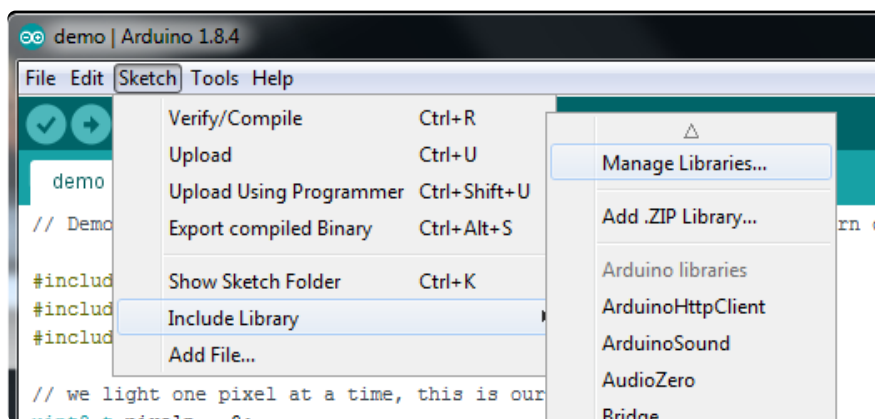 demo | Arduino 1.8.4
File Edit Sketch Tools Help
Verify/Compile Ctrl+R
Upload Ctrl+U
Upload Using Programmer Ctrl+Shift+U
Export compiled Binary Ctrl+Alt+S
Show Sketch Folder Ctrl+K
Include Library
Add File...
Manage Libraries...
Add .ZIP Library...
Arduino libraries
ArduinoHttpClient
ArduinoSound
AudioZero
Bridge
demo
// Demo
#includ
#includ
#includ
// we light one pixel at a time, this is our